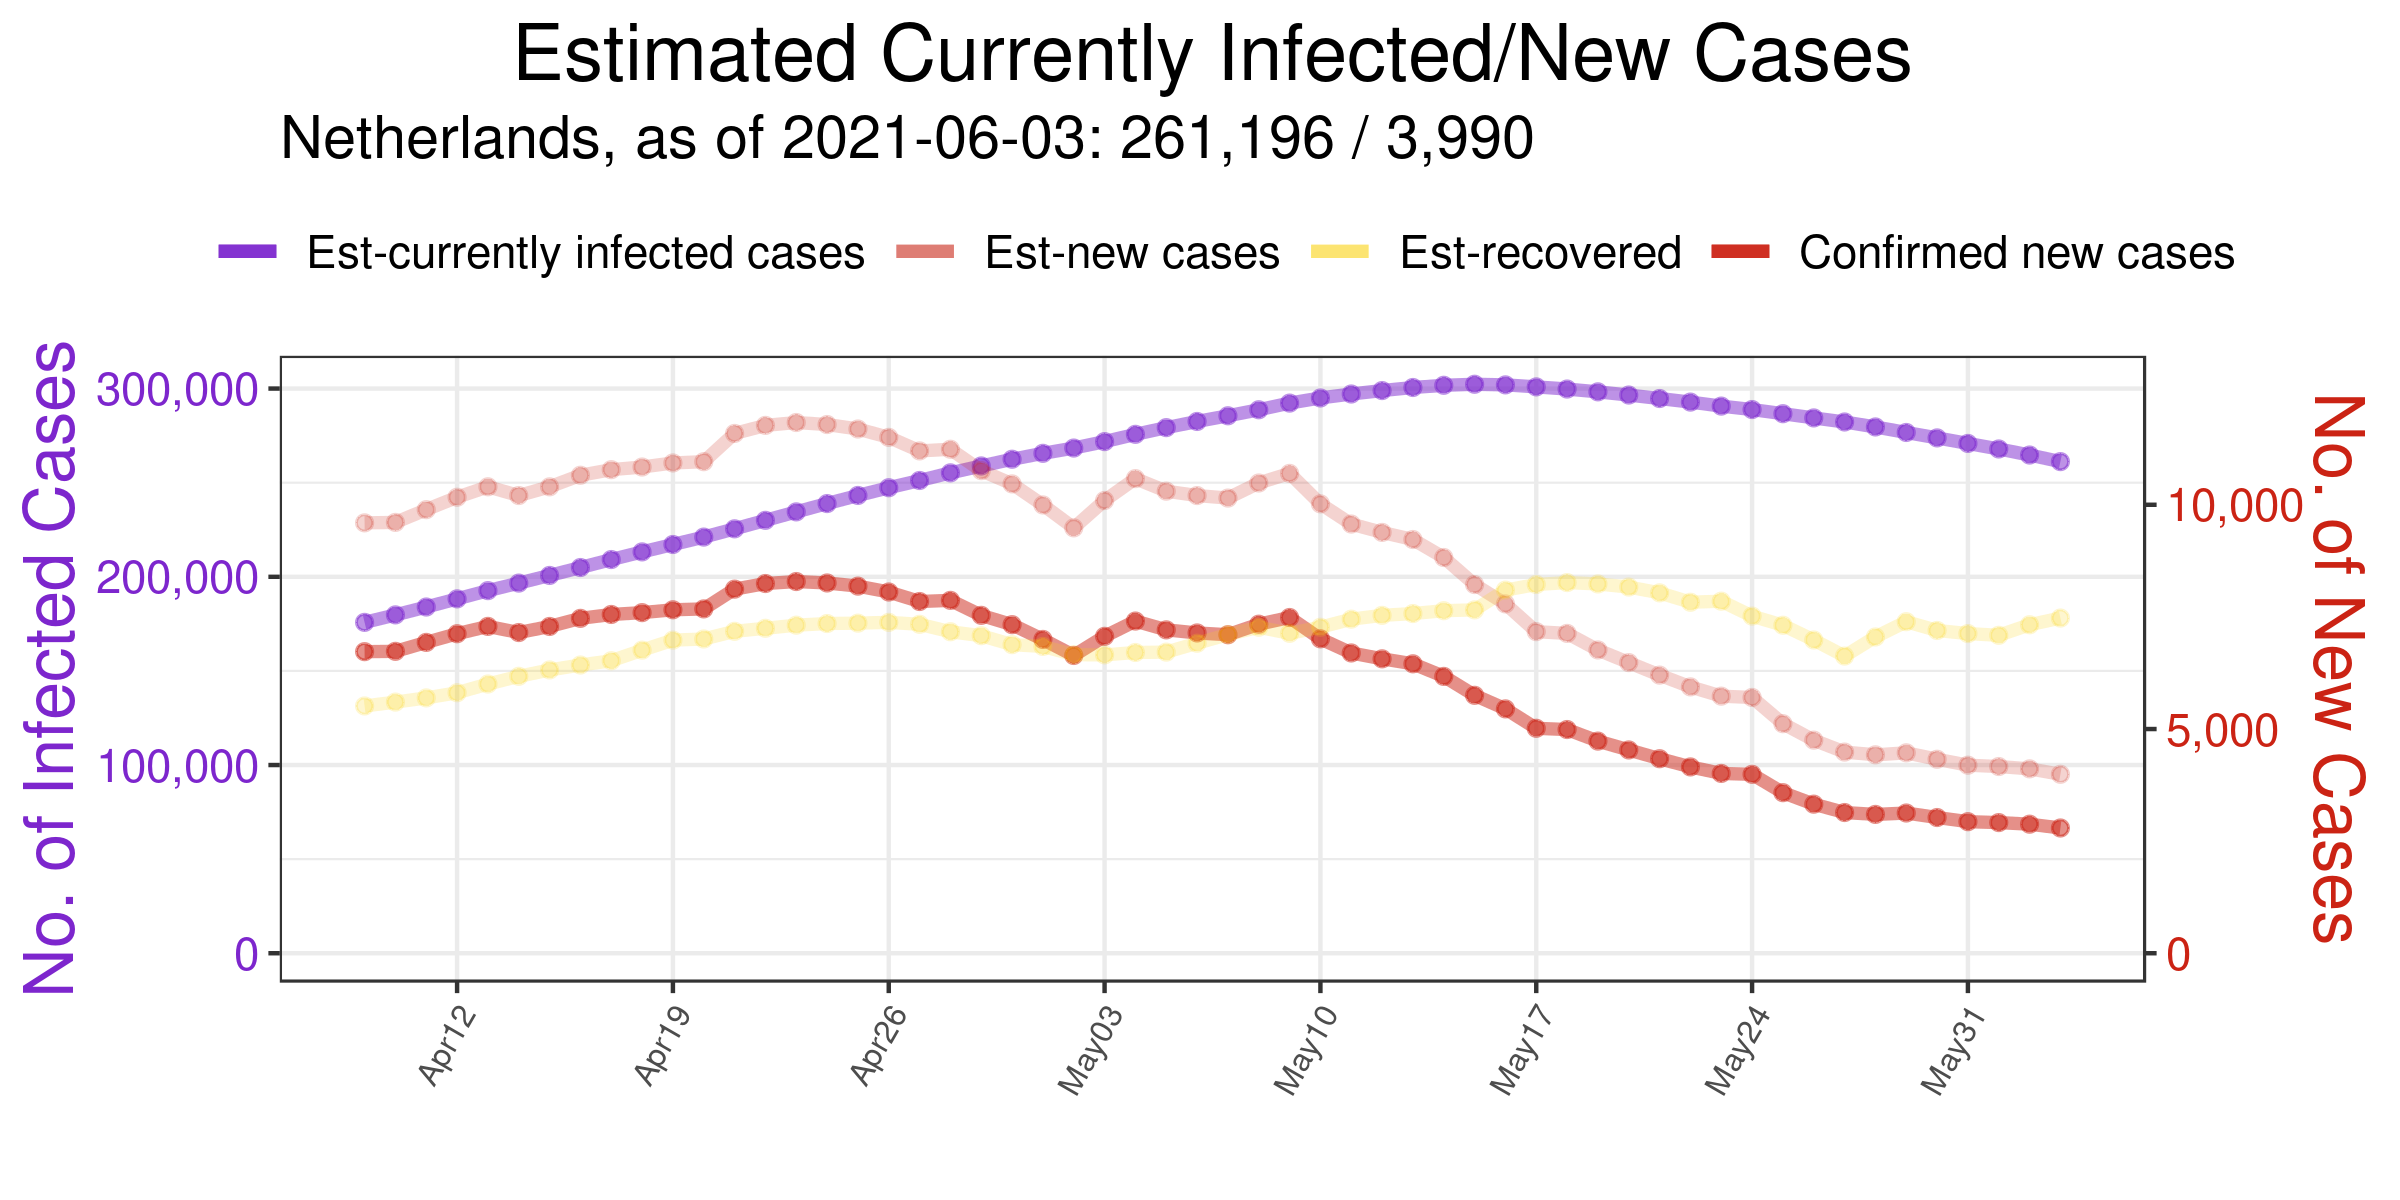 Estimated Currently Infected/New Cases
Netherlands, as of 2021-06-03: 261,196 / 3,990
Est-currently infected cases Est-new cases Est-recovered Confirmed new cases
No. of Infected Cases
300,000
200,000
100,000
0
10,000
5,000
0
No. of New Cases
Apr12 Apr19 Apr26 May03 May10 May17 May24 May31